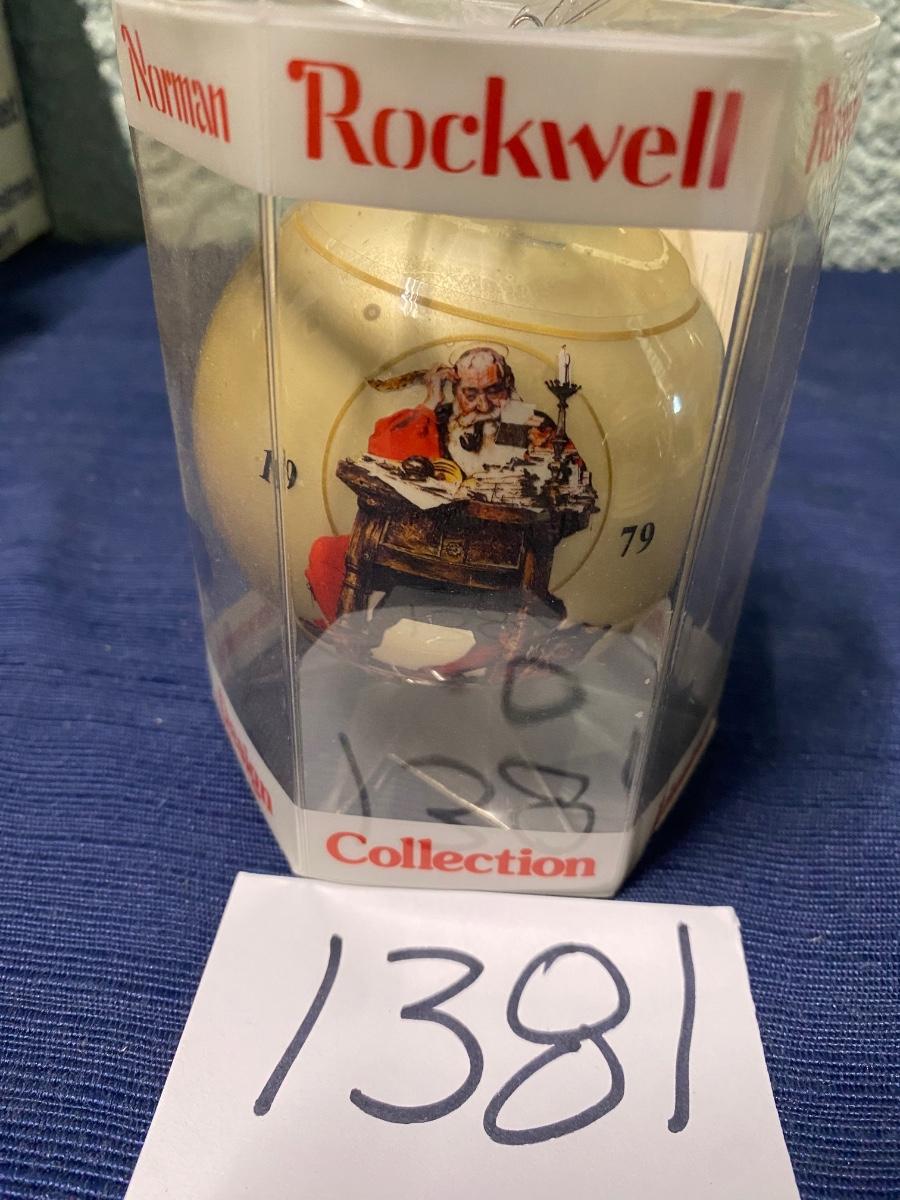 Norman
Rockwell
19
79
Collection
1381